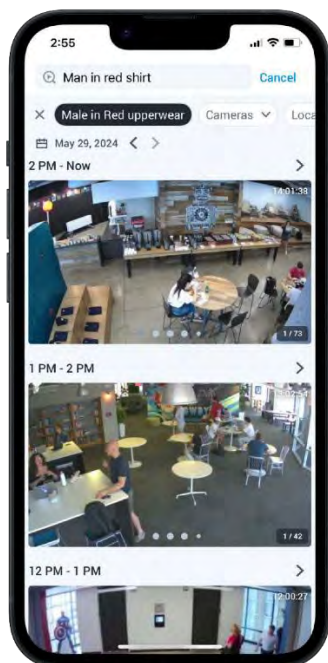 2:55
Man in red shirt Cancel
Male in Red upperwear Cameras Loca
May 29, 2024
2 PM - Now
14:01:38
1 / 73
1 PM - 2 PM
1 / 42
12 PM - 1 PM
12:00:27